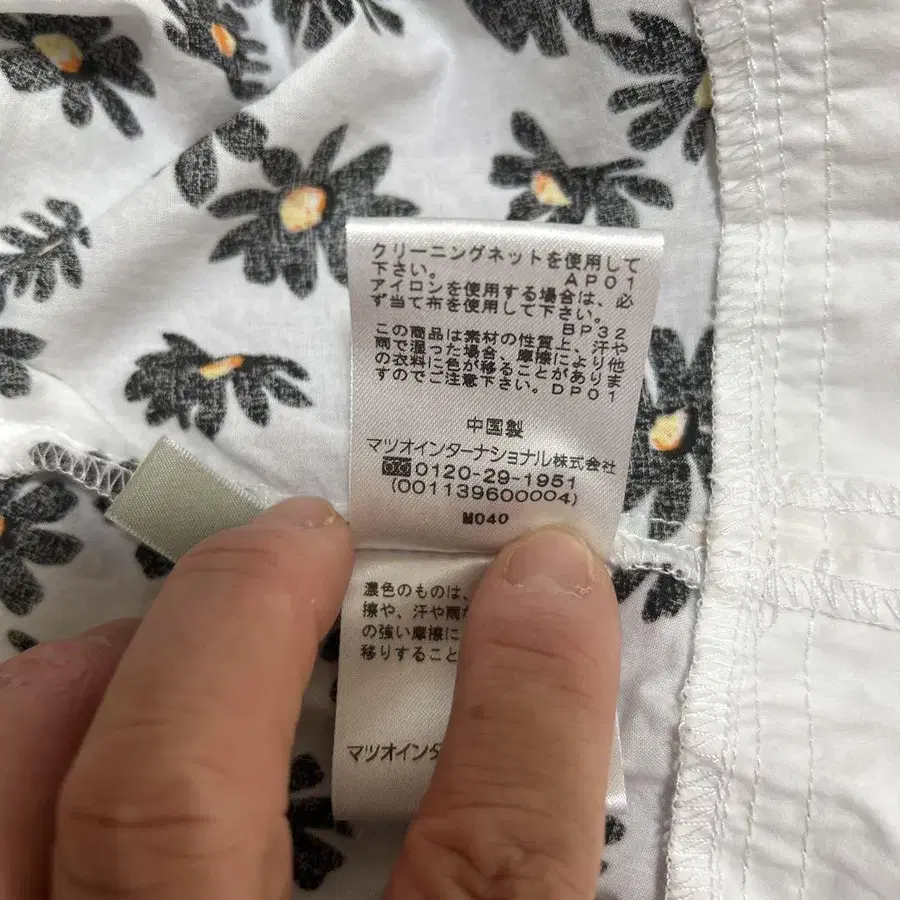 クリーニングネットを使用して
下さい。 AP01
アイロンを使用する場合は、必
ず当て布を使用して下さい。
BP32
この商品は素材の性質上、汗や
雨で湿った場合、摩擦により他
の衣料に色が移ることがありま
すのでご注意下さい。DP01
中国製
マツオインターナショナル株式会社
0120-29-1951
(001139600004)
M040
濃色のものは、
擦や、汗や雨
の強い摩擦に
移りすること
マツオインタ